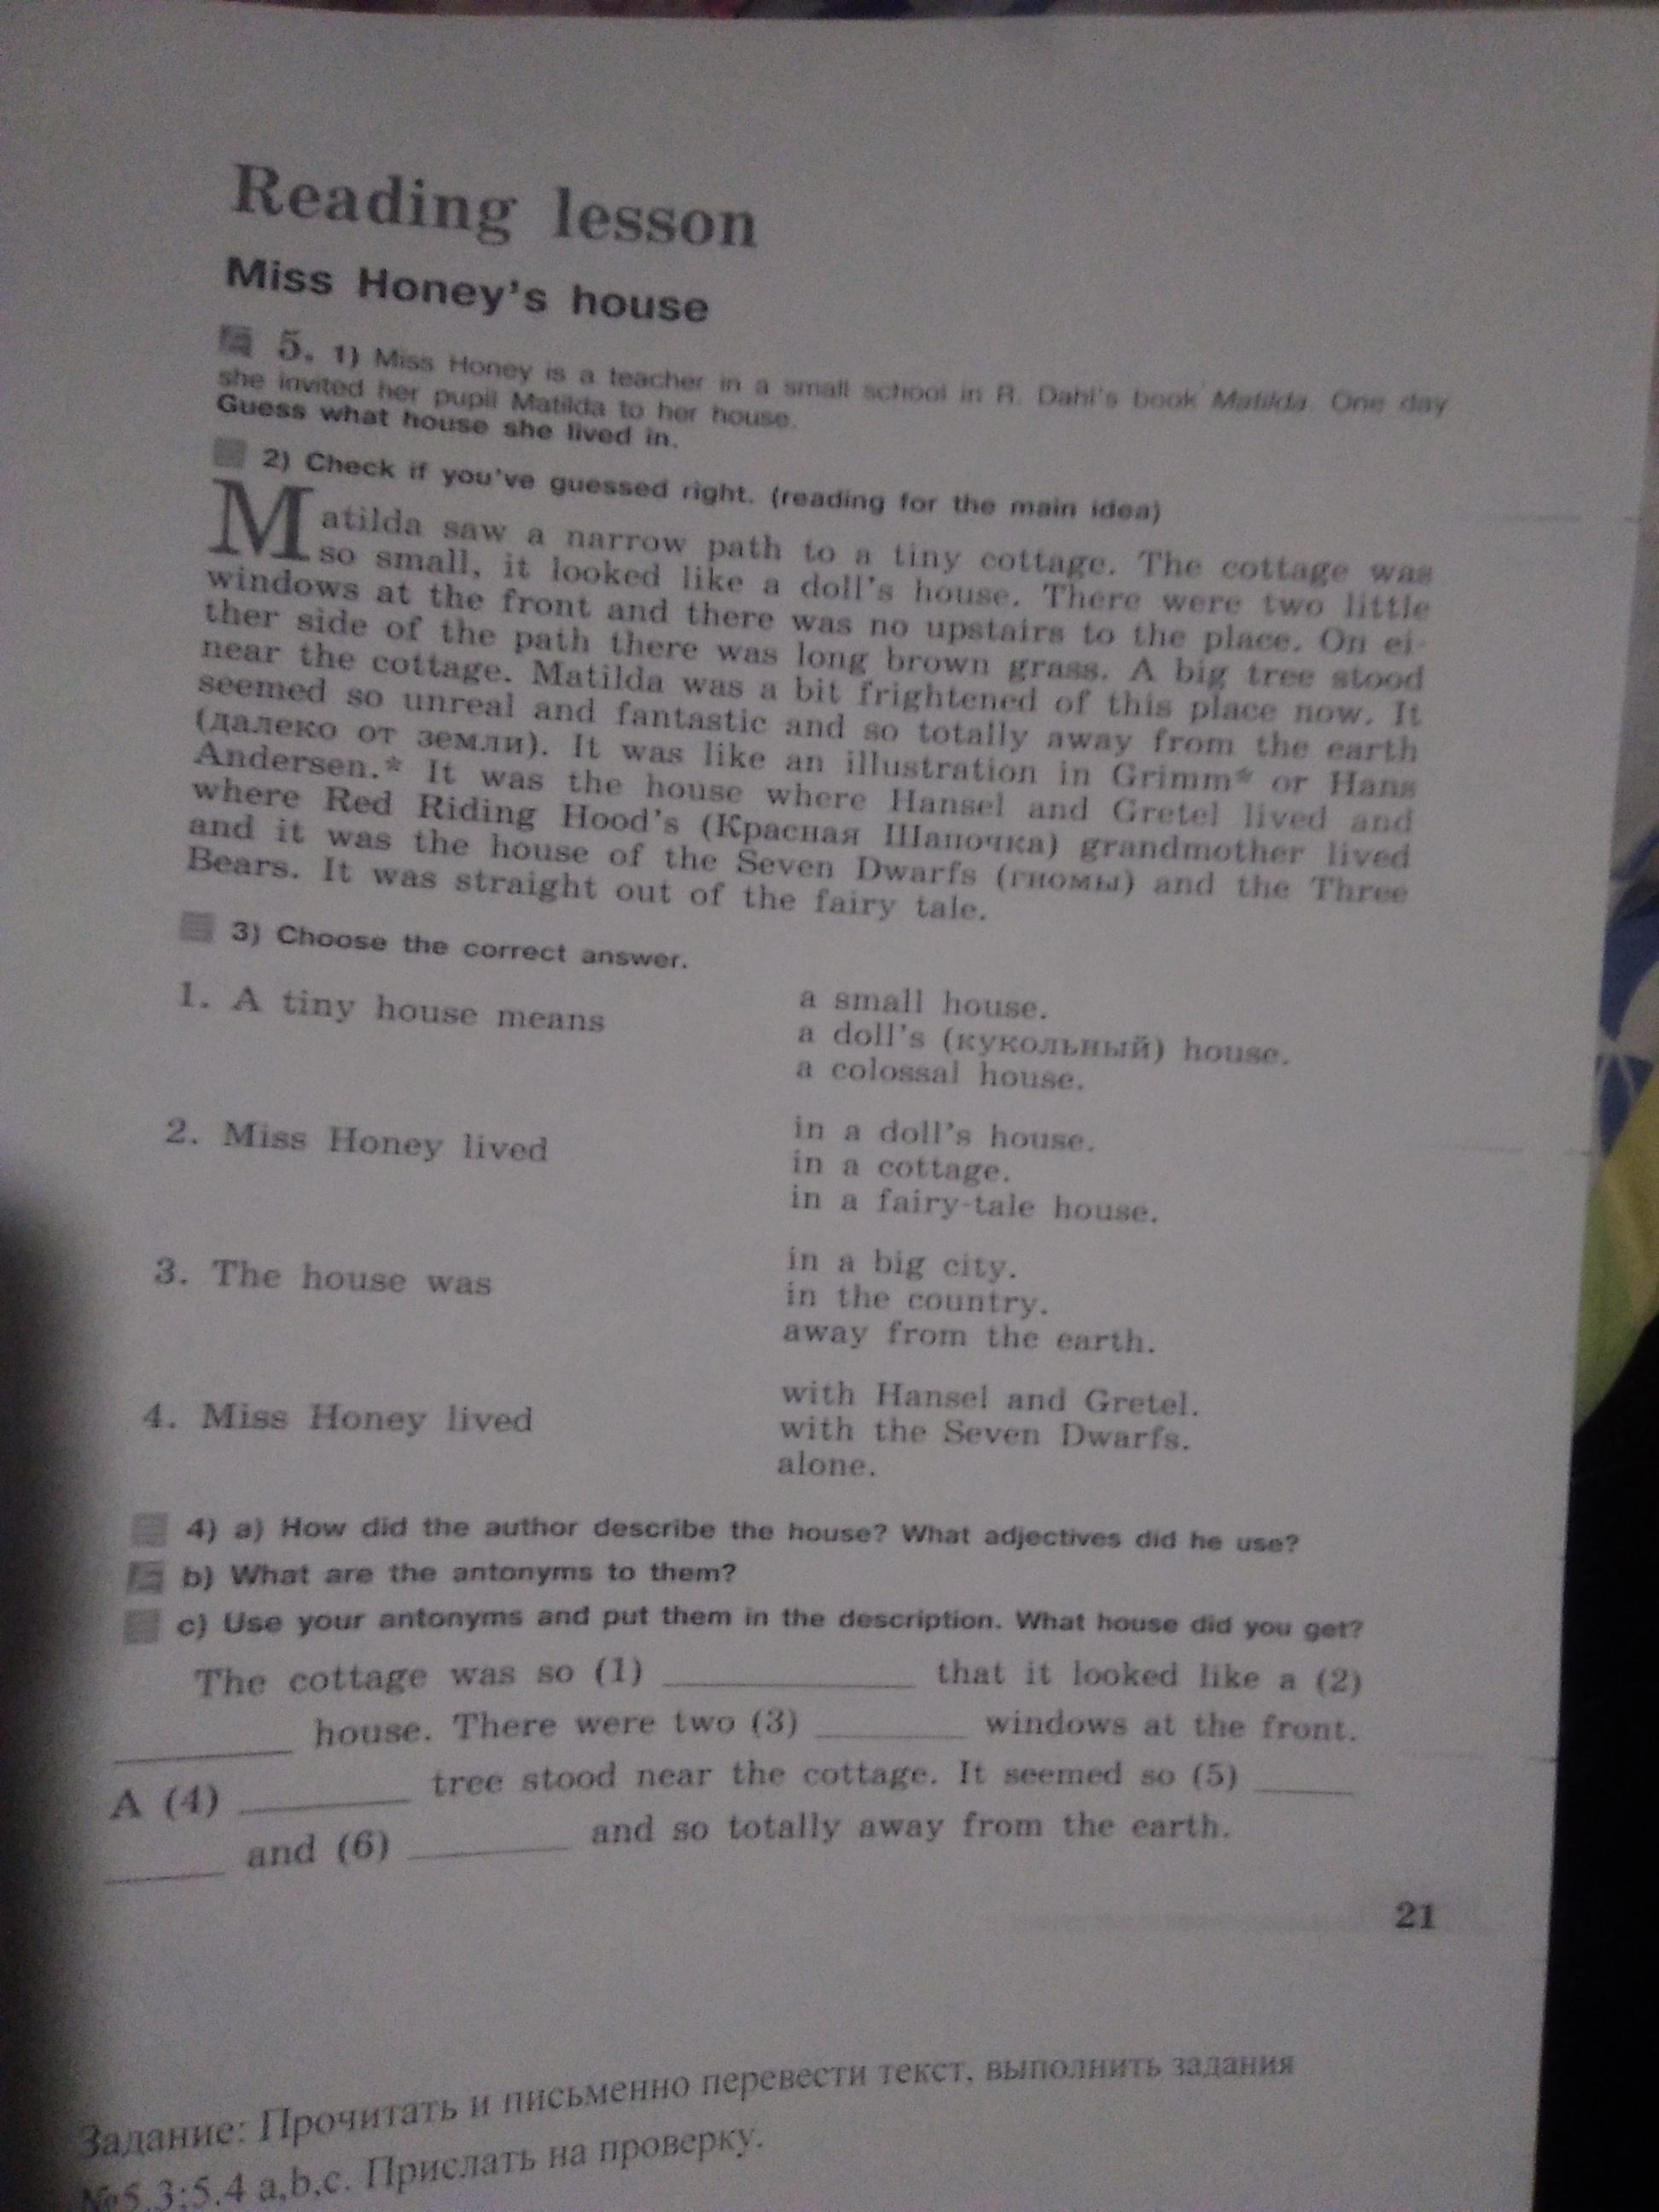 Reading lesson
Miss Honey's house
5. 1) Miss Honey is a teacher in a small school in R. Dahl's book Matilda. One day
she invited her pupil Matilda to her house.
Guess what house she lived in.
2) Check if you've guessed right. (reading for the main idea)
Matilda saw a narrow path to a tiny cottage. The cottage was
so small, it looked like a doll's house. There were two little
windows at the front and there was no upstairs to the place. On ei-
ther side of the path there was long brown grass. A big tree stood
near the cottage. Matilda was a bit frightened of this place now. It
seemed so unreal and fantastic and so totally away from the earth
(далеко от земли). It was like an illustration in Grimm* or Hans
Andersen.* It was the house where Hansel and Gretel lived and
where Red Riding Hood's (Красная Шапочка) grandmother lived
and it was the house of the Seven Dwarfs (гномы) and the Three
Bears. It was straight out of the fairy tale.
3) Choose the correct answer.
1. A tiny house means
a small house.
a doll's (кукольный) house.
a colossal house.
2. Miss Honey lived
in a doll's house.
in a cottage.
in a fairy-tale house.
3. The house was
in a big city.
in the country.
away from the earth.
4. Miss Honey lived
with Hansel and Gretel.
with the Seven Dwarfs.
alone.
4) a) How did the author describe the house? What adjectives did he use?
b) What are the antonyms to them?
c) Use your antonyms and put them in the description. What house did you get?
The cottage was so (1) ____________ that it looked like a (2)
_________ house. There were two (3) ________ windows at the front.
A (4) _________ tree stood near the cottage. It seemed so (5) _____
______ and (6) ________ and so totally away from the earth.
21
Задание: Прочитать и письменно перевести текст, выполнить задания
№5.3;5.4 a,b,c. Прислать на проверку.